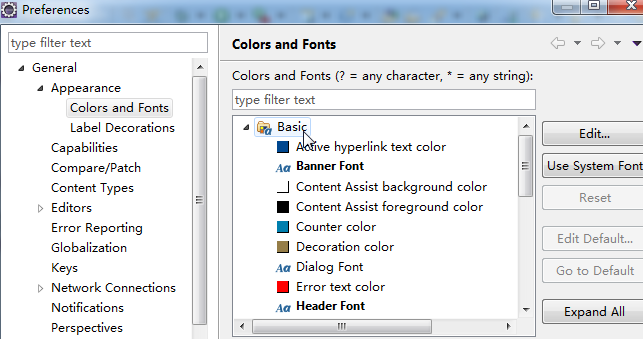 Preferences
type filter text
General
Appearance
Colors and Fonts
Label Decorations
Capabilities
Compare/Patch
Content Types
Editors
Error Reporting
Globalization
Keys
Network Connections
Notifications
Perspectives
Colors and Fonts
Colors and Fonts (? = any character, * = any string):
type filter text
Basic
Active hyperlink text color
Aa Banner Font
Content Assist background color
Content Assist foreground color
Counter color
Decoration color
Aa Dialog Font
Error text color
Aa Header Font
Edit...
Use System Font
Reset
Edit Default...
Go to Default
Expand All